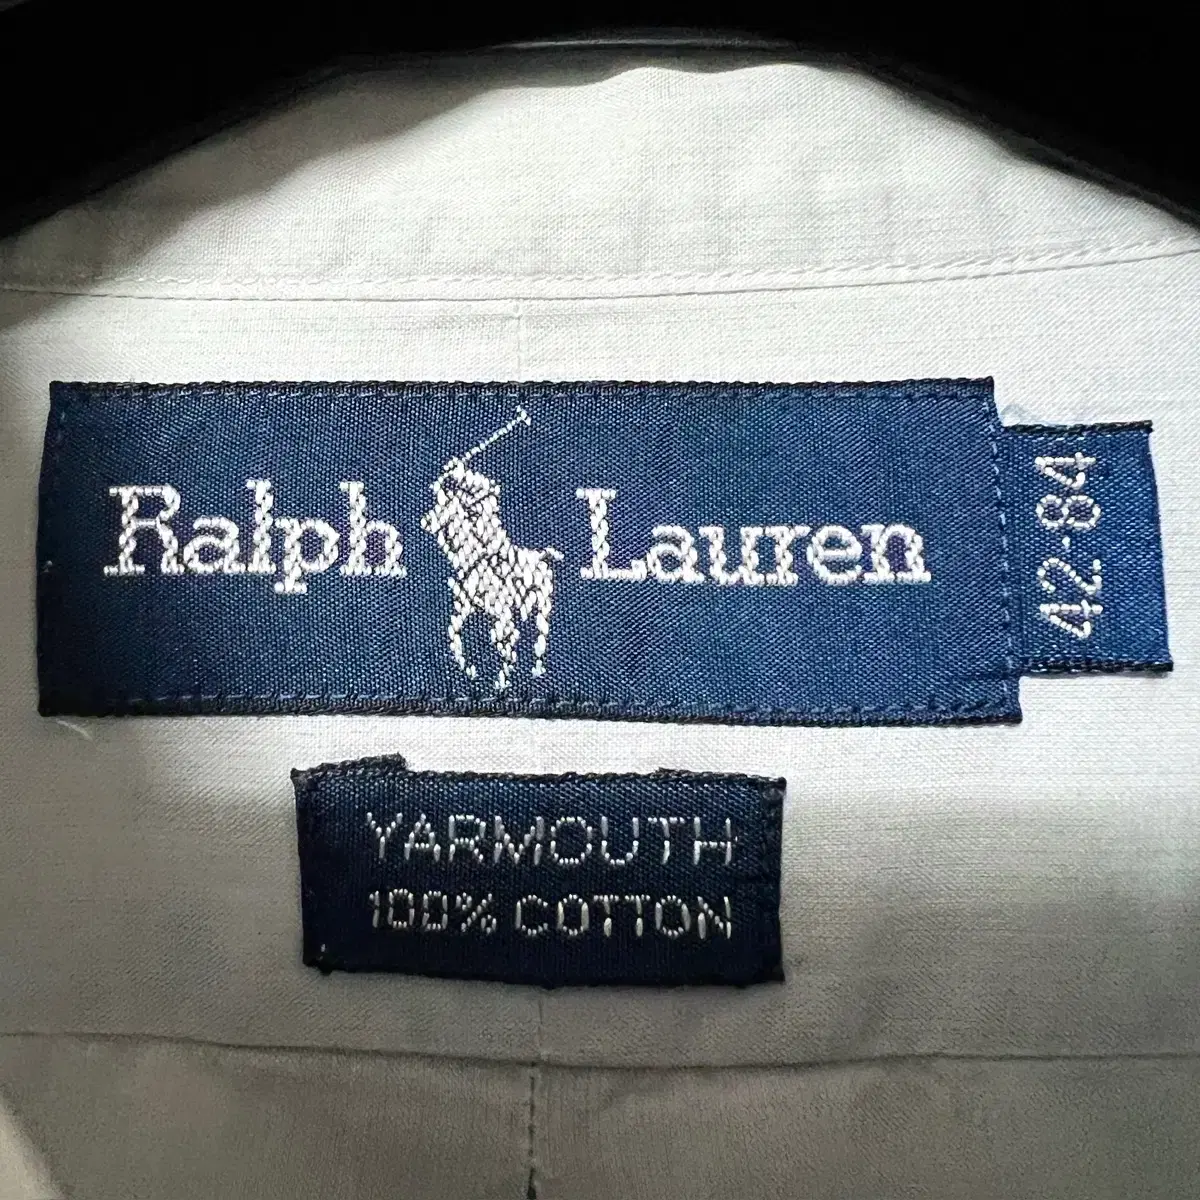 Ralph Lauren
42-84
YARMOUTH
100% COTTON